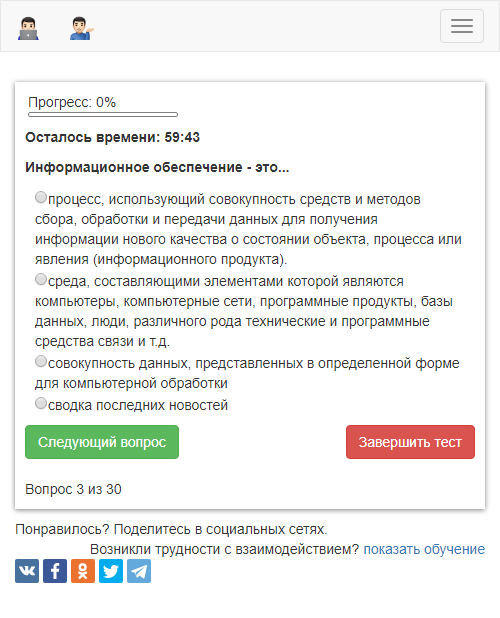 Прогресс: 0%
Осталось времени: 59:43
Информационное обеспечение - это...
процесс, использующий совокупность средств и методов
сбора, обработки и передачи данных для получения
информации нового качества о состоянии объекта, процесса или
явления (информационного продукта).
среда, составляющими элементами которой являются
компьютеры, компьютерные сети, программные продукты, базы
данных, люди, различного рода технические и программные
средства связи и т.д.
совокупность данных, представленных в определенной форме
для компьютерной обработки
сводка последних новостей
Следующий вопрос
Завершить тест
Вопрос 3 из 30
Понравилось? Поделитесь в социальных сетях.
Возникли трудности с взаимодействием? показать обучение